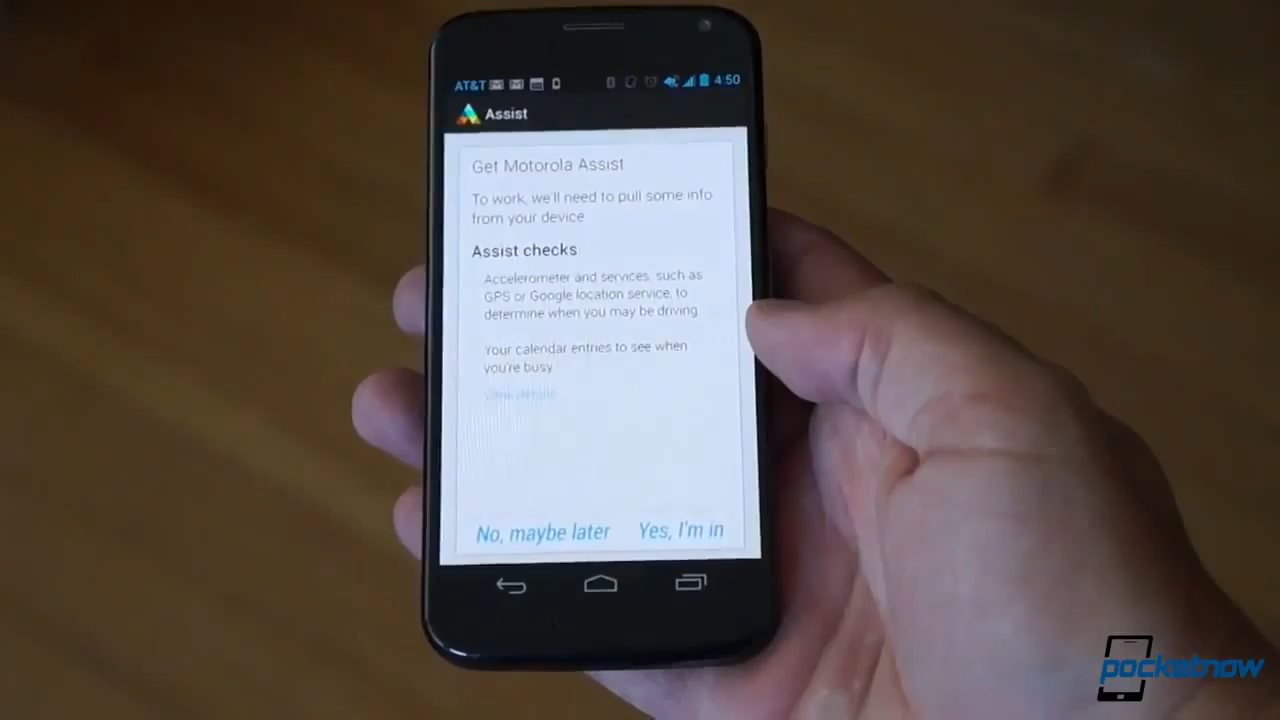 AT&T 4:50
Assist
Get Motorola Assist
To work, we'll need to pull some info
from your device
Assist checks
Accelerometer and services, such as
GPS or Google location service, to
determine when you may be driving
Your calendar entries to see when
you're busy
View details
No, maybe later Yes, I'm in
pocketnow